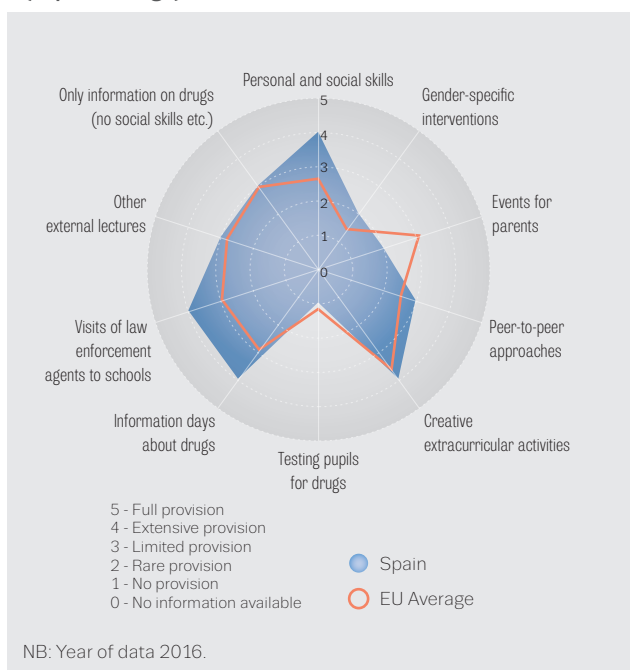 Personal and social skills
Only information on drugs
(no social skills etc.)
Gender-specific
interventions
5
4
3
2
1
0
Other
external lectures
Events for
parents
Visits of law
enforcement
agents to schools
Peer-to-peer
approaches
Information days
about drugs
Creative
extracurricular activities
Testing pupils
for drugs
5 - Full provision
4 - Extensive provision
3 - Limited provision
2 - Rare provision
1 - No provision
0 - No information available
Spain
EU Average
NB: Year of data 2016.